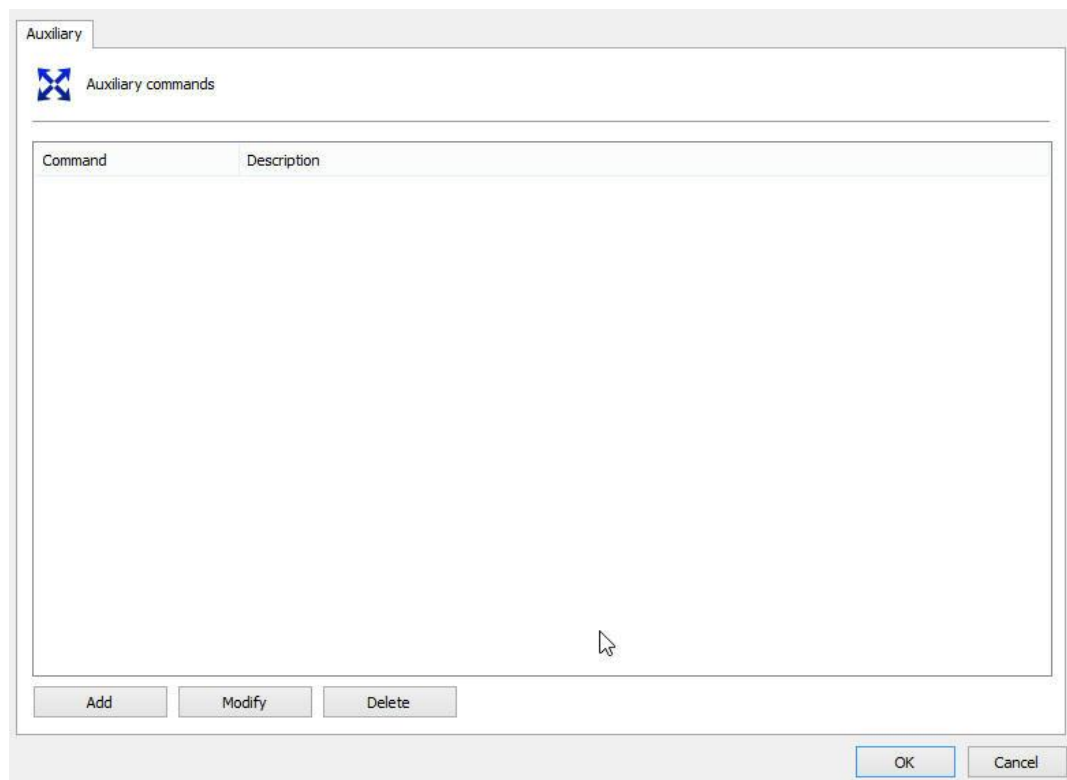 Auxiliary
Auxiliary commands
Command Description
Add Modify Delete
OK Cancel